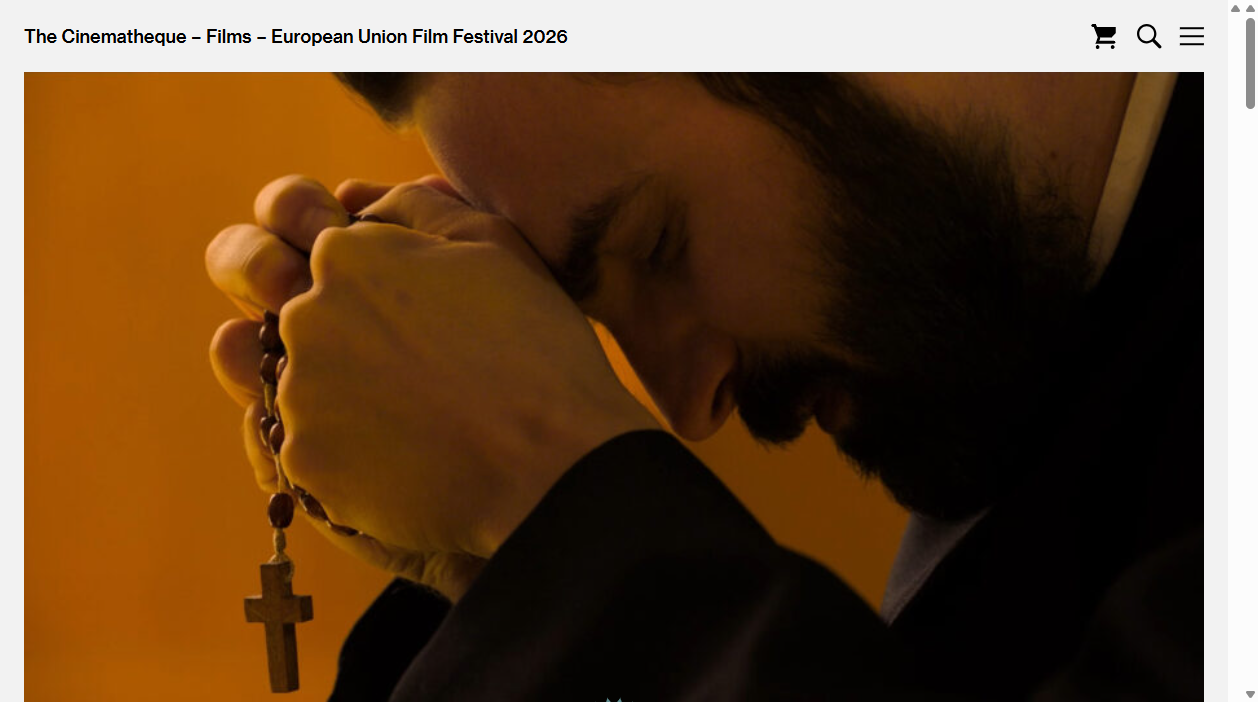 The Cinematheque – Films – European Union Film Festival 2026